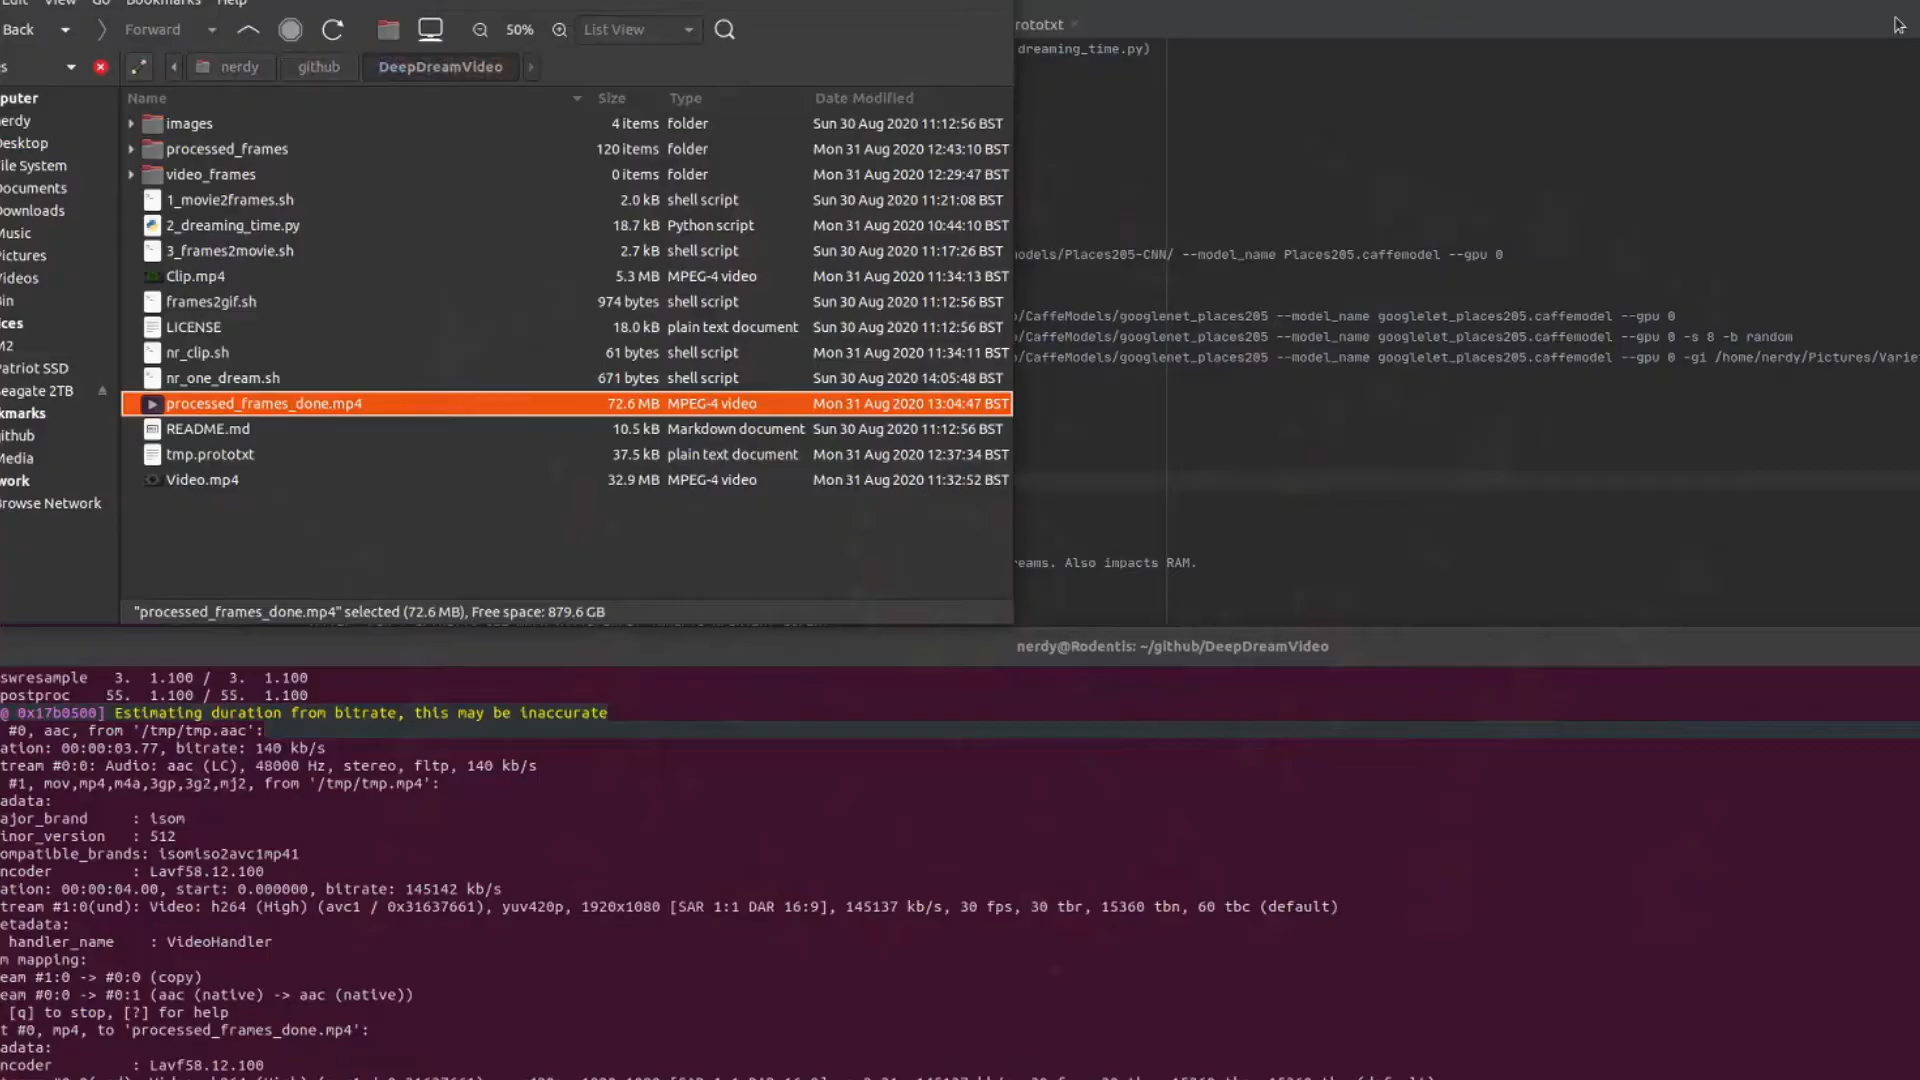 Edit View Go Bookmarks Help
Back Forward 50% List View
nerdy github DeepDreamVideo
Name Size Type Date Modified
images 4 items folder Sun 30 Aug 2020 11:12:56 BST
processed_frames 120 items folder Mon 31 Aug 2020 12:43:10 BST
video_frames 0 items folder Mon 31 Aug 2020 12:29:47 BST
1_movie2frames.sh 2.0 kB shell script Sun 30 Aug 2020 11:21:08 BST
2_dreaming_time.py 18.7 kB Python script Mon 31 Aug 2020 10:44:10 BST
3_frames2movie.sh 2.7 kB shell script Sun 30 Aug 2020 11:17:26 BST
Clip.mp4 5.3 MB MPEG-4 video Mon 31 Aug 2020 11:34:13 BST
frames2gif.sh 974 bytes shell script Sun 30 Aug 2020 11:12:56 BST
LICENSE 18.0 kB plain text document Sun 30 Aug 2020 11:12:56 BST
nr_clip.sh 61 bytes shell script Mon 31 Aug 2020 11:34:11 BST
nr_one_dream.sh 671 bytes shell script Sun 30 Aug 2020 14:05:48 BST
processed_frames_done.mp4 72.6 MB MPEG-4 video Mon 31 Aug 2020 13:04:47 BST
README.md 10.5 kB Markdown document Sun 30 Aug 2020 11:12:56 BST
tmp.prototxt 37.5 kB plain text document Mon 31 Aug 2020 12:37:34 BST
Video.mp4 32.9 MB MPEG-4 video Mon 31 Aug 2020 11:32:52 BST
"processed_frames_done.mp4" selected (72.6 MB), Free space: 879.6 GB
s
puter
erdy
Desktop
ile System
Documents
Downloads
Music
Pictures
Videos
in
ices
M2
atriot SSD
eagate 2TB
kmarks
github
Media
work
Browse Network
rototxt
dreaming_time.py)
models/Places205-CNN/ --model_name Places205.caffemodel --gpu 0
/CaffeModels/googlenet_places205 --model_name googlelet_places205.caffemodel --gpu 0
/CaffeModels/googlenet_places205 --model_name googlelet_places205.caffemodel --gpu 0 -s 8 -b random
/CaffeModels/googlenet_places205 --model_name googlelet_places205.caffemodel --gpu 0 -gi /home/nerdy/Pictures/Varie
reams. Also impacts RAM.
nerdy@Rodentis: ~/github/DeepDreamVideo
swresample 3. 1.100 / 3. 1.100
postproc 55. 1.100 / 55. 1.100
@ 0x17b0500] Estimating duration from bitrate, this may be inaccurate
#0, aac, from '/tmp/tmp.aac':
ation: 00:00:03.77, bitrate: 140 kb/s
tream #0:0: Audio: aac (LC), 48000 Hz, stereo, fltp, 140 kb/s
#1, mov,mp4,m4a,3gp,3g2,mj2, from '/tmp/tmp.mp4':
adata:
ajor_brand : isom
inor_version : 512
ompatible_brands: isomiso2avc1mp41
ncoder : Lavf58.12.100
ation: 00:00:04.00, start: 0.000000, bitrate: 145142 kb/s
tream #1:0(und): Video: h264 (High) (avc1 / 0x31637661), yuv420p, 1920x1080 [SAR 1:1 DAR 16:9], 145137 kb/s, 30 fps, 30 tbr, 15360 tbn, 60 tbc (default)
etadata:
handler_name : VideoHandler
m mapping:
eam #1:0 -> #0:0 (copy)
eam #0:0 -> #0:1 (aac (native) -> aac (native))
[q] to stop, [?] for help
t #0, mp4, to 'processed_frames_done.mp4':
adata:
ncoder : Lavf58.12.100